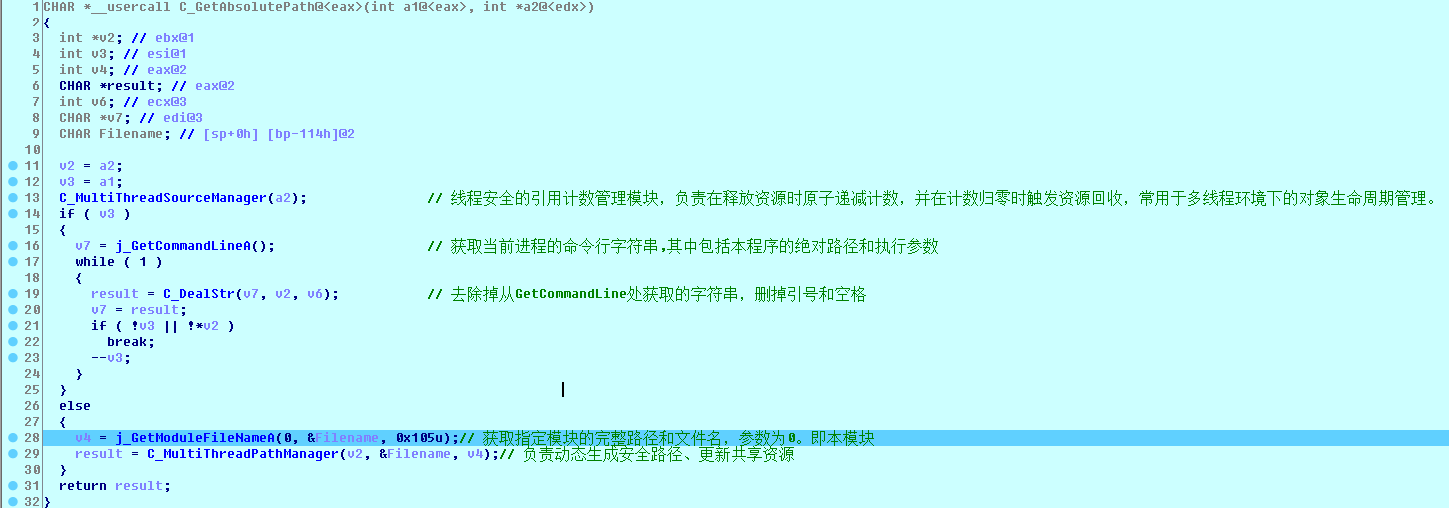 1 CHAR *__usercall C_GetAbsolutePath@<eax>(int a1@<eax>, int *a2@<edx>)
2 {
3   int *v2; // ebx@1
4   int v3; // esi@1
5   int v4; // eax@2
6   CHAR *result; // eax@2
7   int v6; // ecx@3
8   CHAR *v7; // edi@3
9   CHAR Filename; // [sp+0h] [bp-114h]@2
10
11   v2 = a2;
12   v3 = a1;
13   C_MultiThreadSourceManager(a2); // 线程安全的引用计数管理模块，负责在释放资源时原子递减计数，并在计数归零时触发资源回收，常用于多线程环境下的对象生命周期管理。
14   if ( v3 )
15   {
16     v7 = j_GetCommandLineA(); // 获取当前进程的命令行字符串,其中包括本程序的绝对路径和执行参数
17     while ( 1 )
18     {
19       result = C_DealStr(v7, v2, v6); // 去除掉从GetCommandLine处获取的字符串，删掉引号和空格
20       v7 = result;
21       if ( !v3 || !*v2 )
22         break;
23       --v3;
24     }
25   }
26   else
27   {
28     v4 = j_GetModuleFileNameA(0, &Filename, 0x105u);// 获取指定模块的完整路径和文件名，参数为0。即本模块
29     result = C_MultiThreadPathManager(v2, &Filename, v4);// 负责动态生成安全路径、更新共享资源
30   }
31   return result;
32 }